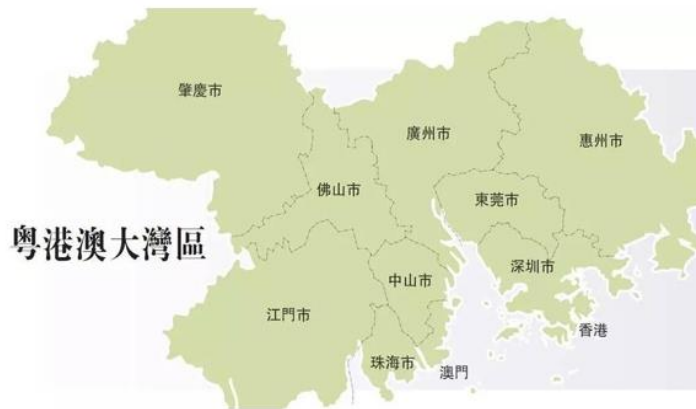 肇慶市
廣州市
惠州市
佛山市
東莞市
粵港澳大灣區
深圳市
中山市
江門市
香港
珠海市
澳門